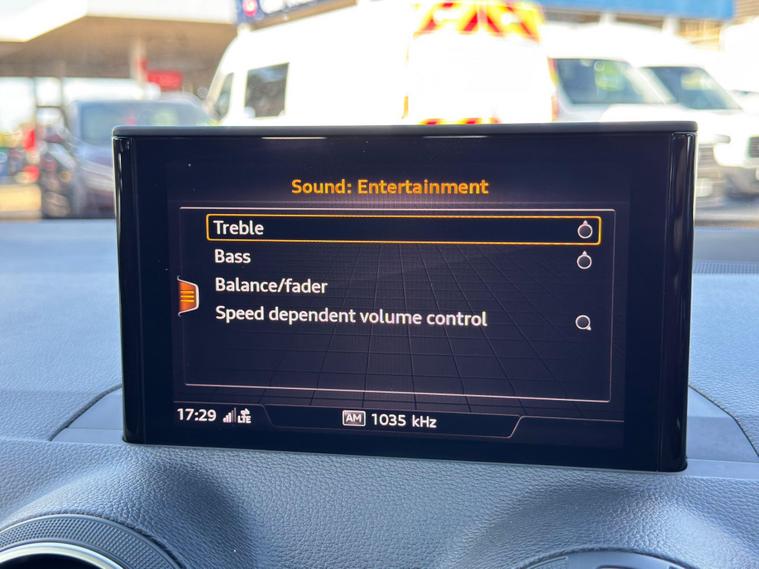 Sound: Entertainment
Treble
Bass
Balance/fader
Speed dependent volume control
17:29 LTE AM 1035 kHz